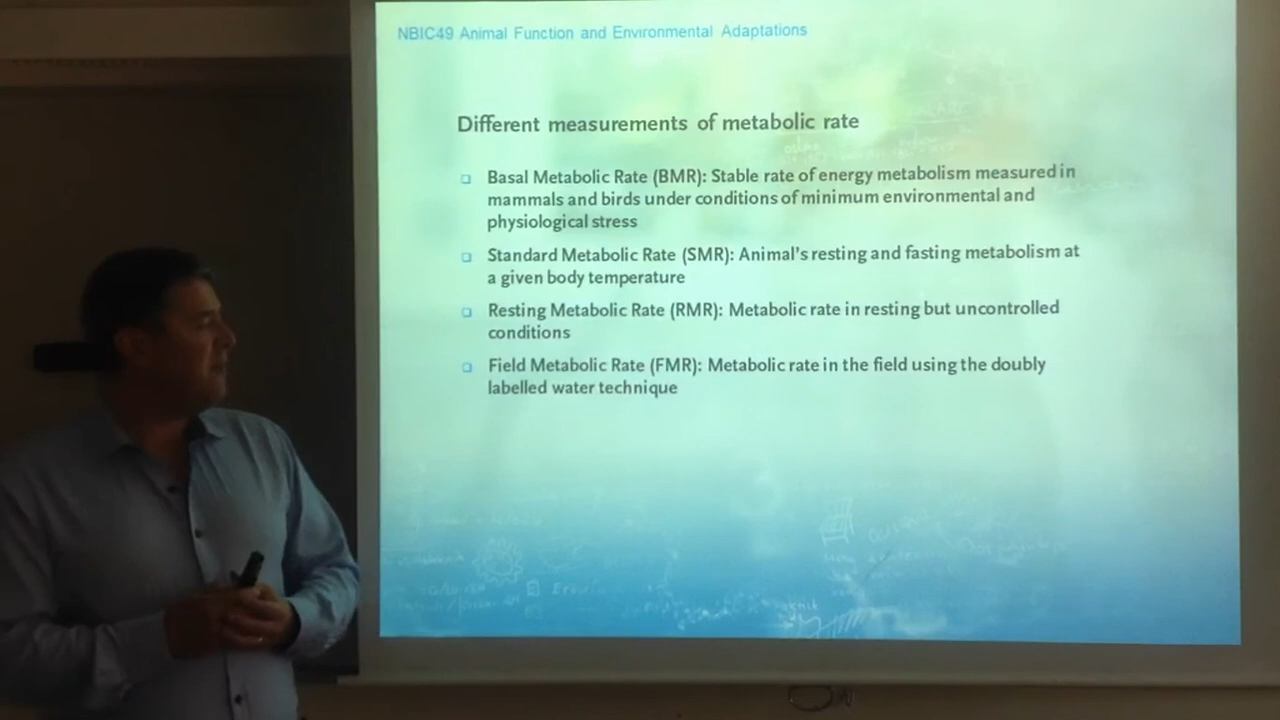 NBIC49 Animal Function and Environmental Adaptations
Different measurements of metabolic rate
Basal Metabolic Rate (BMR): Stable rate of energy metabolism measured in
mammals and birds under conditions of minimum environmental and
physiological stress
Standard Metabolic Rate (SMR): Animal's resting and fasting metabolism at
a given body temperature
Resting Metabolic Rate (RMR): Metabolic rate in resting but uncontrolled
conditions
Field Metabolic Rate (FMR): Metabolic rate in the field using the doubly
labelled water technique